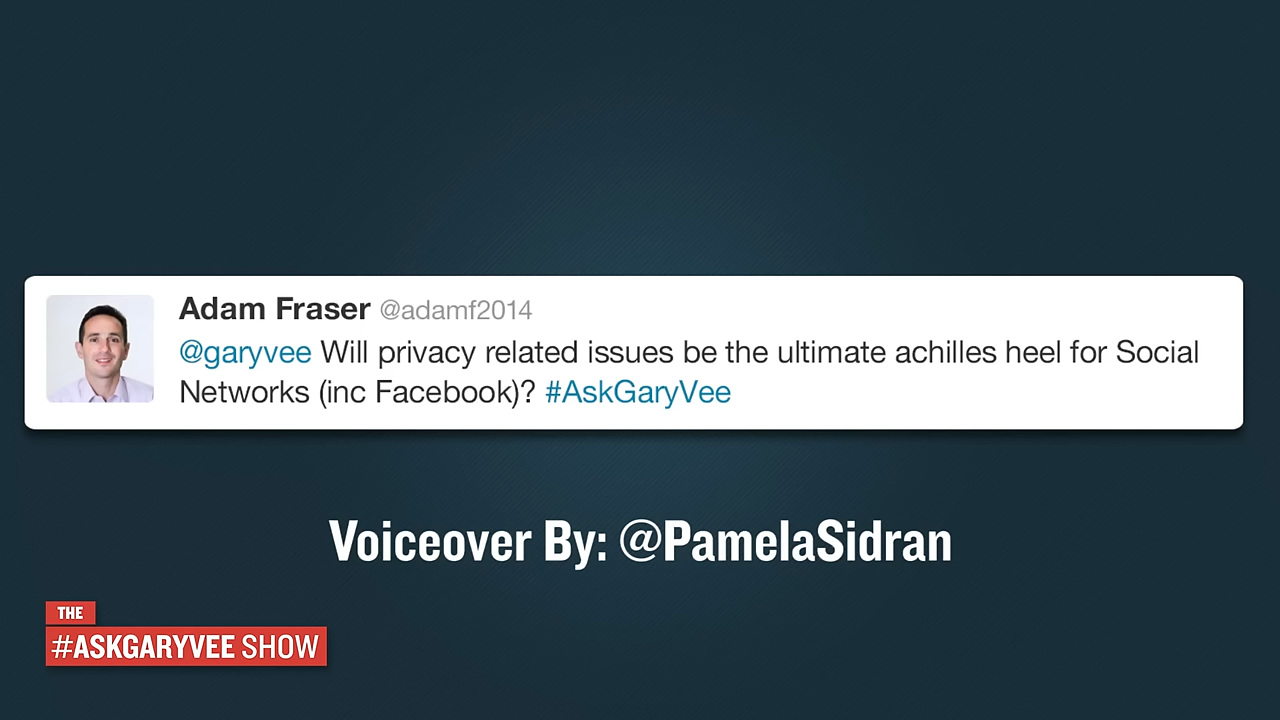 Adam Fraser @adamf2014
@garyvee Will privacy related issues be the ultimate achilles heel for Social
Networks (inc Facebook)? #AskGaryVee
Voiceover By: @PamelaSidran
THE
#ASKGARYVEE SHOW